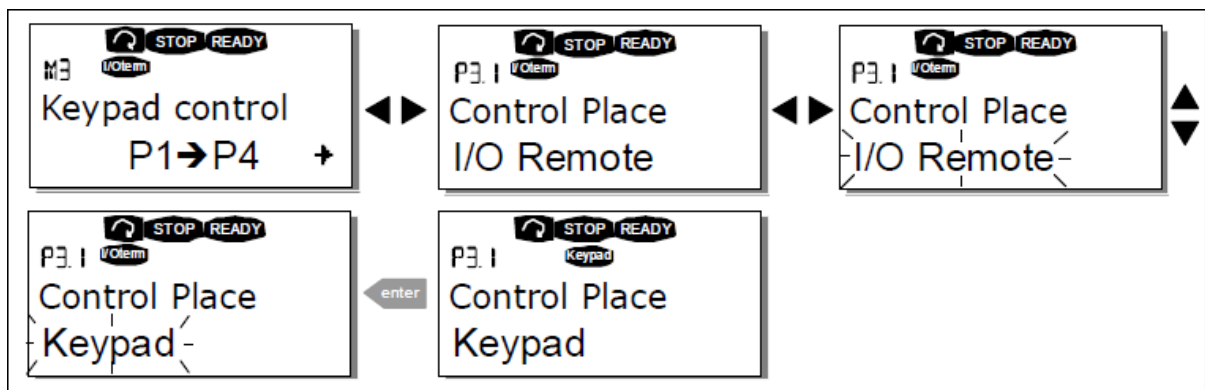 STOP READY
M3 I/Oterm
Keypad control
P1➔P4
STOP READY
P3.1 I/Oterm
Control Place
I/O Remote
STOP READY
P3.1 I/Oterm
Control Place
I/O Remote
STOP READY
P3.1 I/Oterm
Control Place
Keypad
enter
STOP READY
P3.1 Keypad
Control Place
Keypad